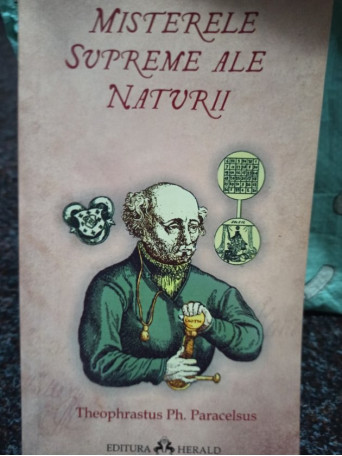 MISTERELE
SUPREME ALE
NATURII
Theophrastus Ph. Paracelsus
EDITURA HERALD